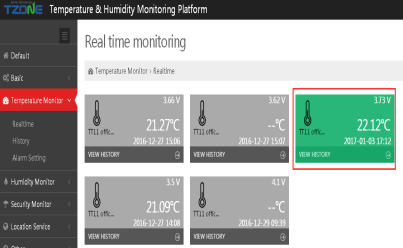 TZONE Temperature & Humidity Monitoring Platform
Real time monitoring
Default
Basic
Temperature Monitor › Realtime
Temperature Monitor
Realtime
History
Alarm Setting
Humidity Monitor
Security Monitor
Location Service
Other
3.66 V
TT11 offic...
21.27°C
2016-12-27 15:06
VIEW HISTORY
3.62 V
TT11 offic...
--°C
2016-12-27 15:07
VIEW HISTORY
3.73 V
TT11 offic...
22.12°C
2017-01-03 17:12
VIEW HISTORY
3.5 V
TT11 offic...
21.09°C
2016-12-27 14:08
VIEW HISTORY
4.1 V
TT11 offic...
--°C
2016-12-29 09:39
VIEW HISTORY